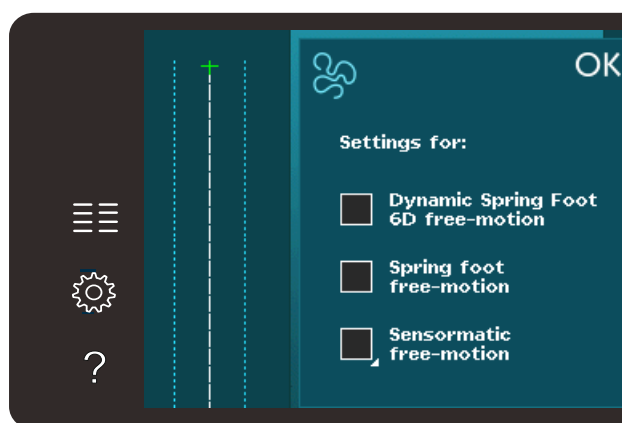 OK
Settings for:
Dynamic Spring Foot
6D free-motion
Spring foot
free-motion
Sensormatic
free-motion
?